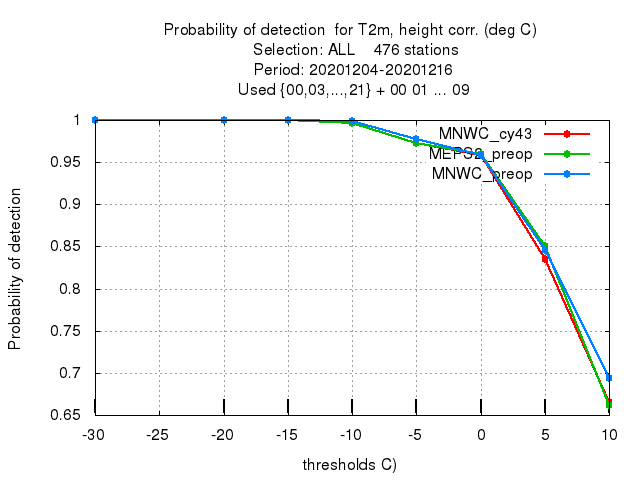 Probability of detection  for T2m, height corr. (deg C)
Selection: ALL    476 stations
Period: 20201204-20201216
Used {00,03,...,21} + 00 01 ... 09
MNWC_cy43
MEPS2_preop
MNWC_preop
1
0.95
0.9
0.85
0.8
0.75
0.7
0.65
Probability of detection
-30 -25 -20 -15 -10 -5 0 5 10
thresholds C)